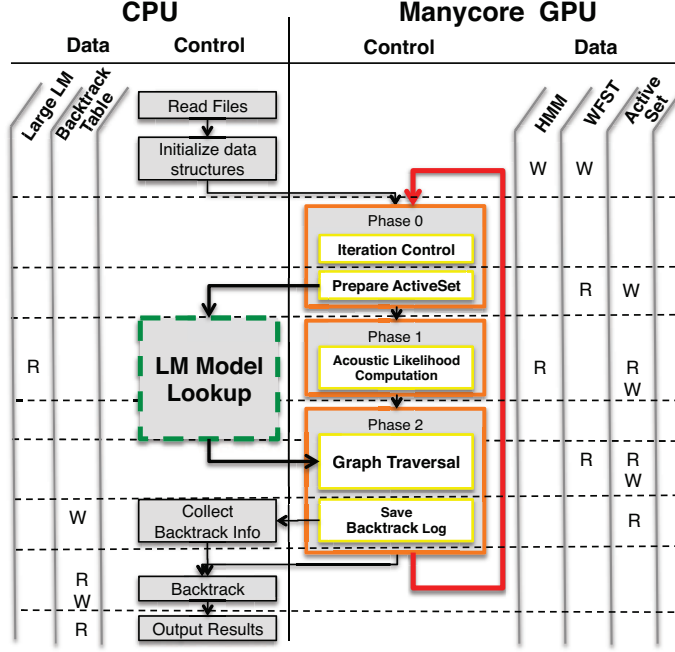 CPU
Manycore GPU
Data
Control
Control
Data
Large LM
Backtrack
Table
HMM
WFST
Active
Set
Read Files
Initialize data
structures
W
W
Phase 0
Iteration Control
Prepare ActiveSet
R
W
LM Model
Lookup
R
Phase 1
Acoustic Likelihood
Computation
R
R
W
Phase 2
Graph Traversal
R
R
W
W
Collect
Backtrack Info
Save
Backtrack Log
R
R
W
Backtrack
R
Output Results